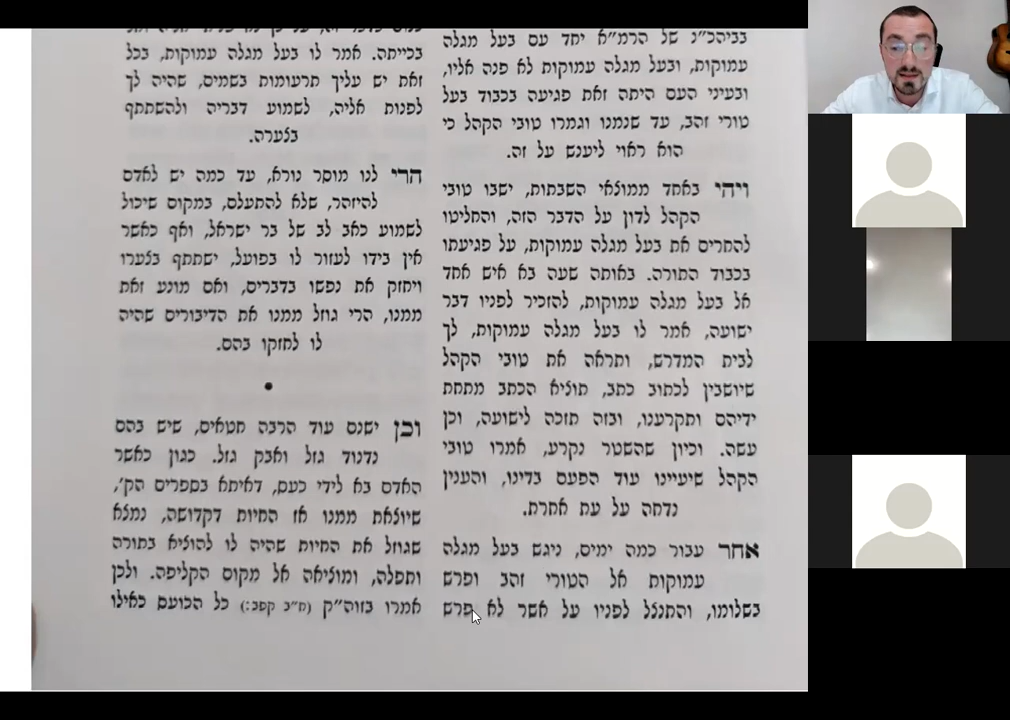 בביהכ"נ של הרמ"א יחד עם בעל מגלה
עמוקות, ובעל מגלה עמוקות לא פנה אליו,
ובעיני העם היתה זאת פגיעה בכבוד בעל
טורי זהב, עד שנמנו וגמרו טובי הקהל כי
הוא ראוי ליענש על זה.
ויהי באחד ממוצאי השבתות, ישבו טובי
הקהל לדון על הדבר הזה, והחליטו
להחרים את בעל מגלה עמוקות, על פגיעתו
בכבוד התורה. באותה שעה בא איש אחד
אל בעל מגלה עמוקות, להזכיר לפניו דבר
ישועה, אמר לו בעל מגלה עמוקות, לך
לבית המדרש, ותראה את טובי הקהל
שיושבין לכתוב כתב, תוציא הכתב מתחת
ידיהם ותקרענו, ובזה תזכה לישועה, וכן
עשה. וכיון שהשטר נקרע, אמרו טובי
הקהל שיעיינו עוד הפעם בדינו, והענין
נדחה על עת אחרת.
אחר עבור כמה ימים, ניגש בעל מגלה
עמוקות אל הטורי זהב ופרש
בשלומו, והתנצל לפניו על אשר לא פרש
בכייתה. אמר לו בעל מגלה עמוקות, בכל
זאת יש עליך תרעומות בשמים, שהיה לך
לפנות אליה, לשמוע דבריה ולהשתתף
בצערה.
הרי לנו מוסר נורא, עד כמה יש לאדם
להיזהר, שלא להתעלם, במקום שיכול
לשמוע כאב לב של בר ישראל, ואף כאשר
אין בידו לעזור לו בפועל, ישתתף בצערו
ויחזק את נפשו בדברים, ואם מונע זאת
ממנו, הרי גוזל ממנו את הדיבורים שהיה
לו לחזקו בהם.
•
וכן ישנם עוד הרבה חטאים, שיש בהם
נדנוד גזל ואבק גזל. כגון כאשר
האדם בא לידי כעס, דאיתא בספרים הק',
שיוצאת ממנו אז החיות דקדושה, נמצא
שגוזל את החיות שהיה לו להוציא בתורה
ותפלה, ומוציאה אל מקום הקליפה. ולכן
אמרו בזוה"ק (ח"ב קפב:) כל הכועס כאילו